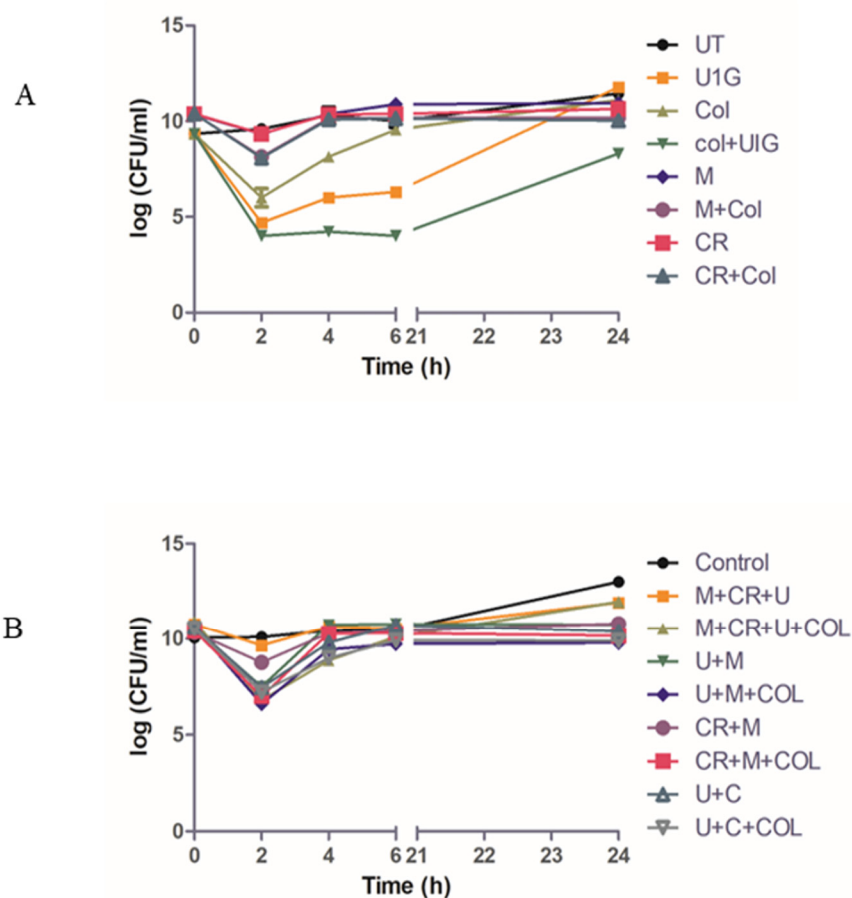 A
log (CFU/ml)
15
10
5
0
0 2 4 6 21 22 23 24
Time (h)
UT
U1G
Col
col+UIG
M
M+Col
CR
CR+Col
B
log (CFU/ml)
15
10
5
0
0 2 4 6 21 22 23 24
Time (h)
Control
M+CR+U
M+CR+U+COL
U+M
U+M+COL
CR+M
CR+M+COL
U+C
U+C+COL